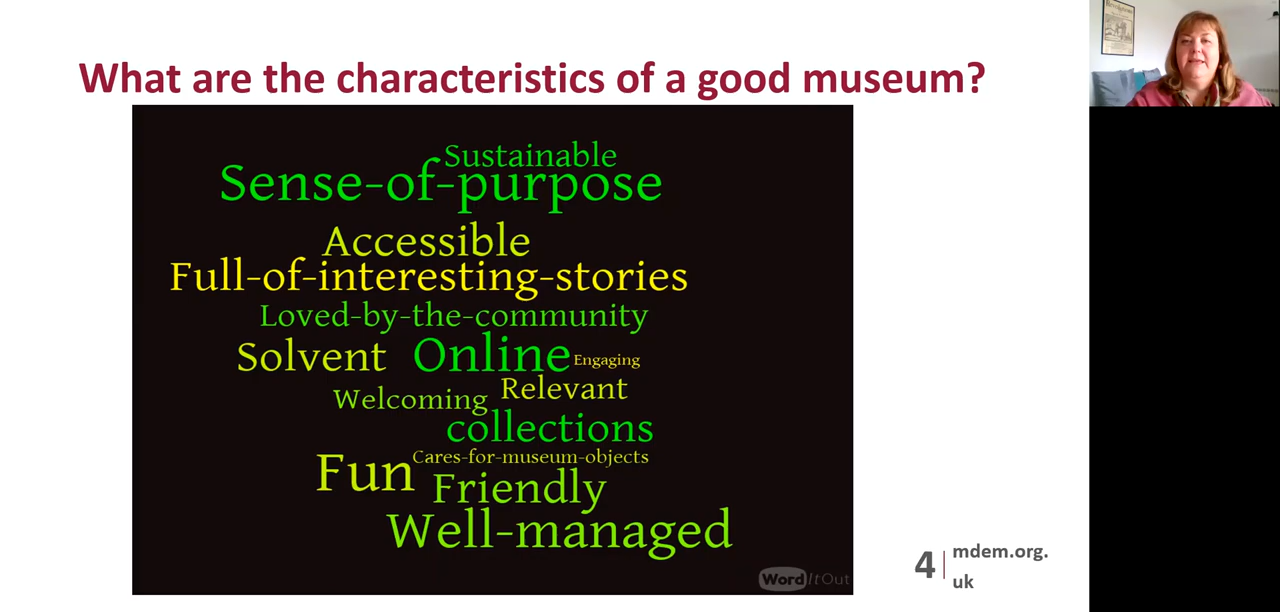 What are the characteristics of a good museum?
Sustainable
Sense-of-purpose
Accessible
Full-of-interesting-stories
Loved-by-the-community
Solvent Online Engaging
Welcoming Relevant
collections
Cares-for-museum-objects
Fun Friendly
Well-managed
WordItOut
4 mdem.org.
uk